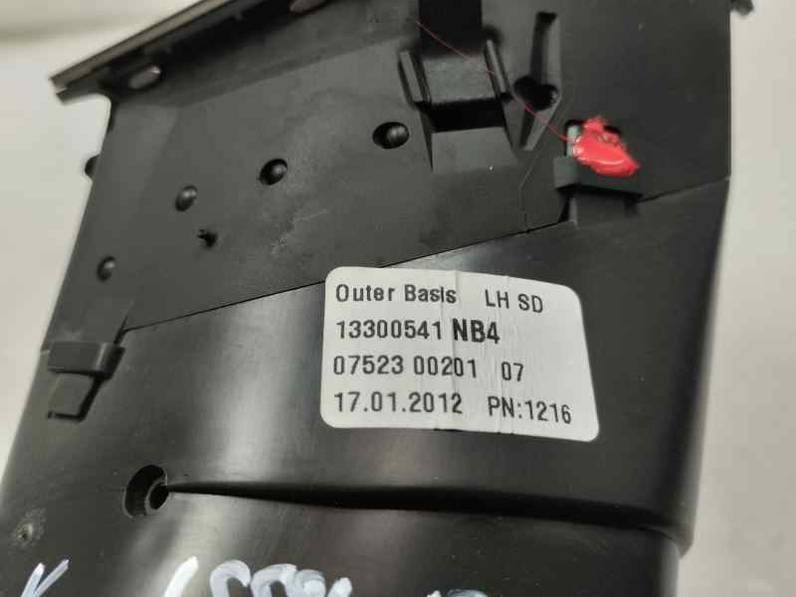 Outer Basis LH SD
13300541 NB4
07523 00201 07
17.01.2012 PN:1216